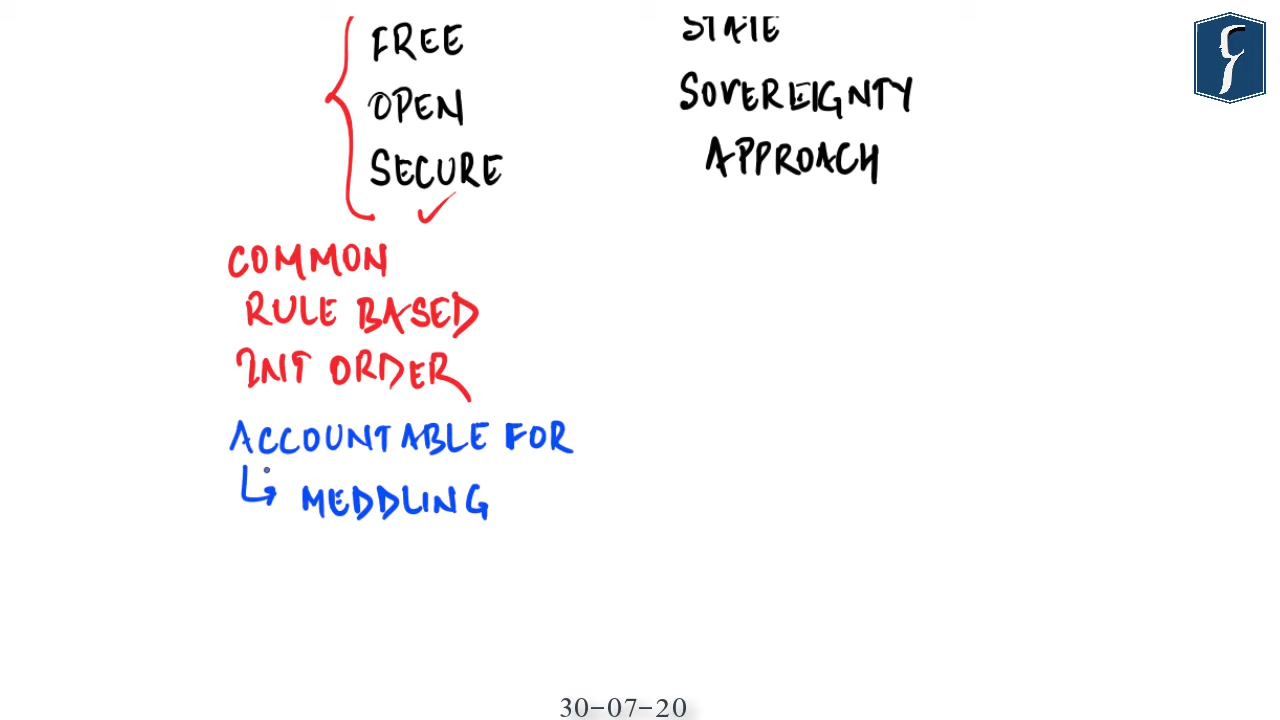 FREE
OPEN
SECURE
STATE
SOVEREIGNTY
APPROACH
COMMON
RULE BASED
INT ORDER
ACCOUNTABLE FOR
MEDDLING
30-07-20